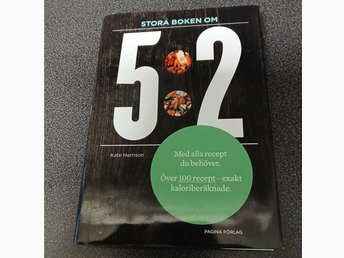 STORA BOKEN OM
5:2
Kate Harrison
Med alla recept
du behöver.
Över 100 recept – exakt
kaloriberäknade.
PAGINA FÖRLAG